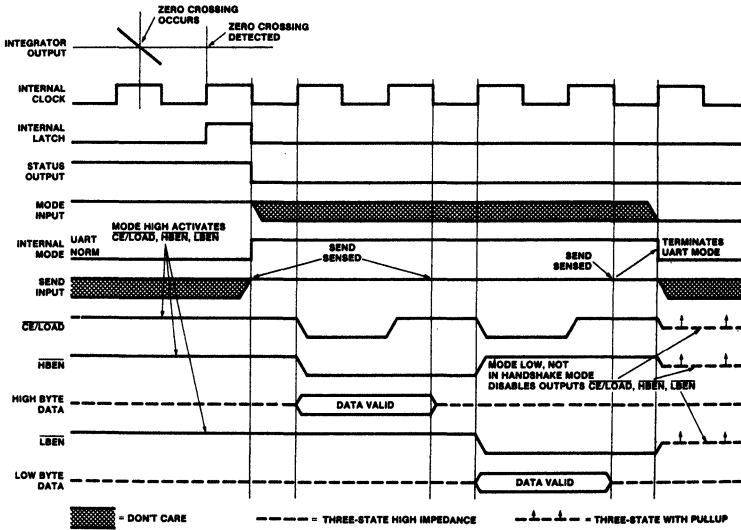 ZERO CROSSING
OCCURS
ZERO CROSSING
DETECTED
INTEGRATOR
OUTPUT
INTERNAL
CLOCK
INTERNAL
LATCH
STATUS
OUTPUT
MODE
INPUT
MODE HIGH ACTIVATES
CE/LOAD, HBEN, LBEN
INTERNAL
MODE
UART
NORM
SEND
SENSED
SEND
SENSED
TERMINATES
UART MODE
SEND
INPUT
CE/LOAD
HBEN
MODE LOW, NOT
IN HANDSHAKE MODE
DISABLES OUTPUTS CE/LOAD, HBEN, LBEN
HIGH BYTE
DATA
DATA VALID
LBEN
LOW BYTE
DATA
DATA VALID
= DON'T CARE
= THREE-STATE HIGH IMPEDANCE
= THREE-STATE WITH PULLUP